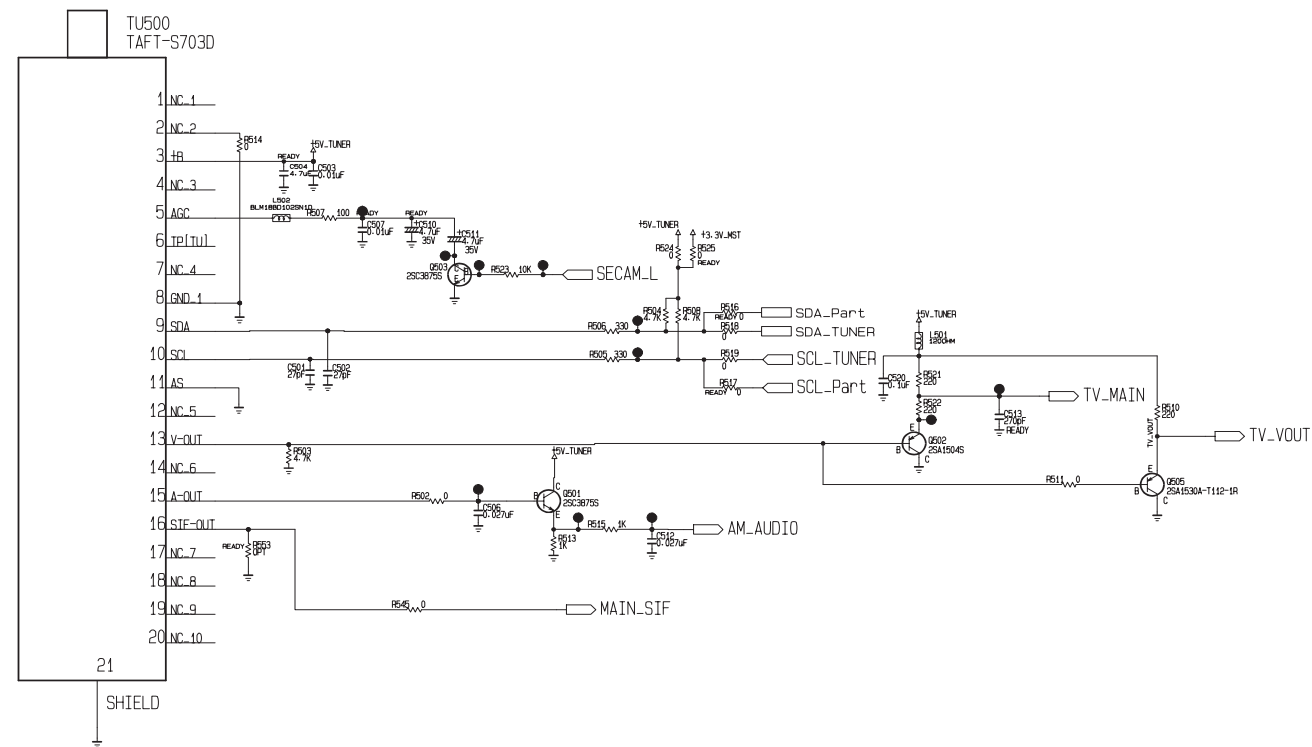 TU500
TAFT-S703D
1 NC_1
2 NC_2
R514
0
+5V_TUNER
3 +B
READY
C504
4.7uF
C503
0.01uF
4 NC_3
L502
BLM18BD102SN1D
5 AGC
R507 100
READY
C507
0.01uF
READY
C510
4.7uF
35V
C511
4.7uF
35V
6 TP[TU]
7 NC_4
Q503
2SC3875S
C
B
E
R523 10K
SECAM_L
+5V_TUNER
+3.3V_MST
R524
0
R525
0
READY
8 GND_1
R504
4.7K
R508
4.7K
R516
READY 0
SDA_Part
9 SDA
R506 330
R518
0
SDA_TUNER
10 SCL
R505 330
R519
0
SCL_TUNER
C501
27pF
C502
27pF
R517
READY 0
SCL_Part
11 AS
+5V_TUNER
L501
120OHM
C520
0.1uF
R521
220
R522
220
TV_MAIN
C513
270pF
READY
R510
220
12 NC_5
13 V-OUT
R503
4.7K
E
B
C
Q502
2SA1504S
TV_VOUT
TV_VOUT
14 NC_6
+5V_TUNER
R511 0
E
B
C
Q505
2SA1530A-T112-1R
15 A-OUT
R502 0
C506
0.027uF
C
B
E
Q501
2SC3875S
16 SIF-OUT
R515 1K
AM_AUDIO
R513
1K
C512
0.027uF
READY
R553
OPT
17 NC_7
18 NC_8
19 NC_9
R545 0
MAIN_SIF
20 NC_10
21
SHIELD